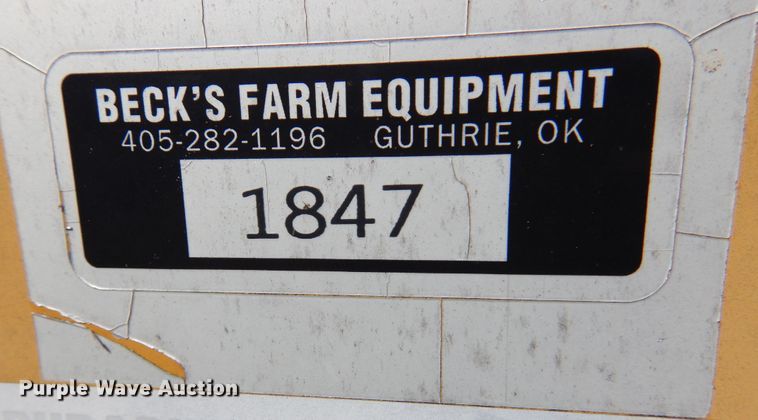 BECK'S FARM EQUIPMENT
405-282-1196 GUTHRIE, OK
1847
Purple Wave Auction